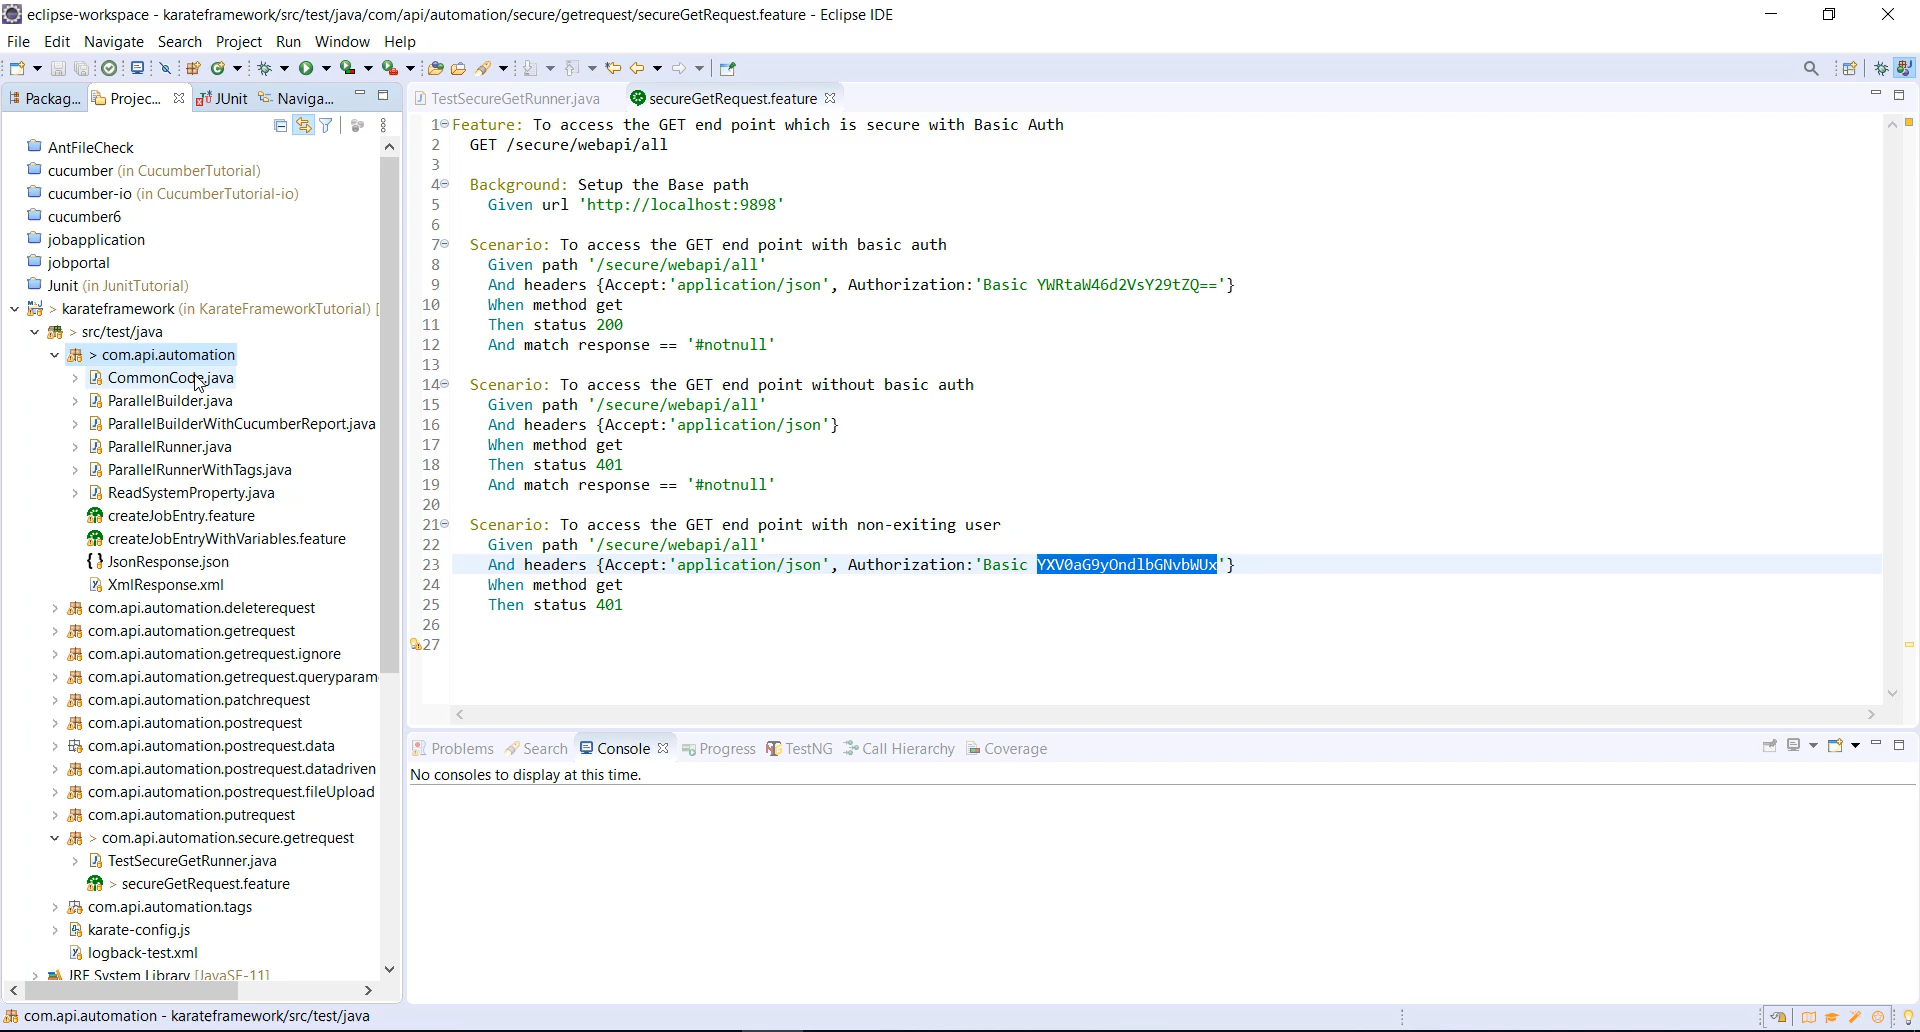 eclipse-workspace - karateframework/src/test/java/com/api/automation/secure/getrequest/secureGetRequest.feature - Eclipse IDE
File Edit Navigate Search Project Run Window Help
Packag... Projec... JUnit Naviga...
AntFileCheck
cucumber (in CucumberTutorial)
cucumber-io (in CucumberTutorial-io)
cucumber6
jobapplication
jobportal
Junit (in JunitTutorial)
> karateframework (in KarateFrameworkTutorial) [
> src/test/java
> com.api.automation
CommonCode.java
ParallelBuilder.java
ParallelBuilderWithCucumberReport.java
ParallelRunner.java
ParallelRunnerWithTags.java
ReadSystemProperty.java
createJobEntry.feature
createJobEntryWithVariables.feature
JsonResponse.json
XmlResponse.xml
com.api.automation.deleterequest
com.api.automation.getrequest
com.api.automation.getrequest.ignore
com.api.automation.getrequest.queryparam
com.api.automation.patchrequest
com.api.automation.postrequest
com.api.automation.postrequest.data
com.api.automation.postrequest.datadriven
com.api.automation.postrequest.fileUpload
com.api.automation.putrequest
> com.api.automation.secure.getrequest
TestSecureGetRunner.java
> secureGetRequest.feature
com.api.automation.tags
karate-config.js
logback-test.xml
JRE System Library [JavaSE-11]
TestSecureGetRunner.java secureGetRequest.feature
1 Feature: To access the GET end point which is secure with Basic Auth
2 GET /secure/webapi/all
3
4 Background: Setup the Base path
5 Given url 'http://localhost:9898'
6
7 Scenario: To access the GET end point with basic auth
8 Given path '/secure/webapi/all'
9 And headers {Accept:'application/json', Authorization:'Basic YWRtaW46d2VsY29tZQ=='}
10 When method get
11 Then status 200
12 And match response == '#notnull'
13
14 Scenario: To access the GET end point without basic auth
15 Given path '/secure/webapi/all'
16 And headers {Accept:'application/json'}
17 When method get
18 Then status 401
19 And match response == '#notnull'
20
21 Scenario: To access the GET end point with non-exiting user
22 Given path '/secure/webapi/all'
23 And headers {Accept:'application/json', Authorization:'Basic YXV0aG9yOndlbGNvbWUx'}
24 When method get
25 Then status 401
26
27
Problems Search Console Progress TestNG Call Hierarchy Coverage
No consoles to display at this time.
com.api.automation - karateframework/src/test/java